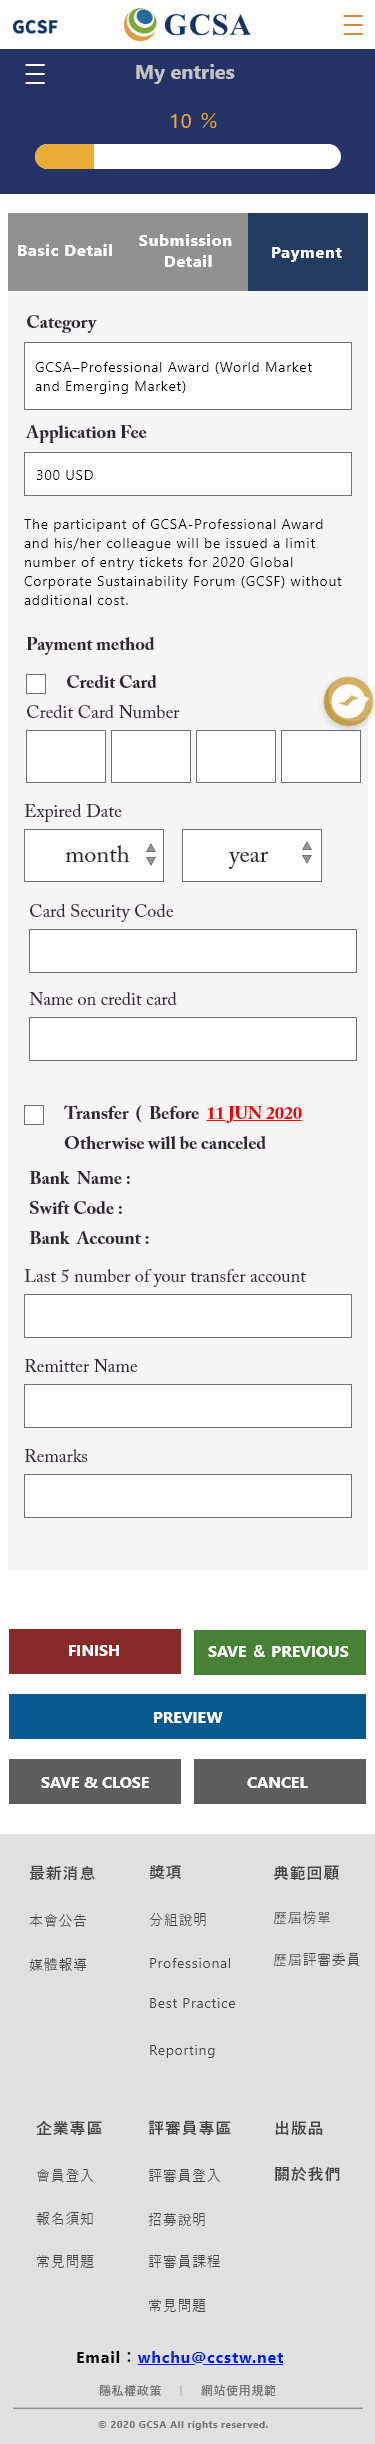 GCSF
GCSA
My entries
10 %
Basic Detail
Submission
Detail
Payment
Category
GCSA–Professional Award (World Market
and Emerging Market)
Application Fee
300 USD
The participant of GCSA-Professional Award
and his/her colleague will be issued a limit
number of entry tickets for 2020 Global
Corporate Sustainability Forum (GCSF) without
additional cost.
Payment method
Credit Card
Credit Card Number
Expired Date
month
year
Card Security Code
Name on credit card
Transfer ( Before 11 JUN 2020
Otherwise will be canceled
Bank Name :
Swift Code :
Bank Account :
Last 5 number of your transfer account
Remitter Name
Remarks
FINISH
SAVE & PREVIOUS
PREVIEW
SAVE & CLOSE
CANCEL
最新消息
本會公告
媒體報導
獎項
分組說明
Professional
Best Practice
Reporting
典範回顧
歷屆榜單
歷屆評審委員
企業專區
會員登入
報名須知
常見問題
評審員專區
評審員登入
招募說明
評審員課程
常見問題
出版品
關於我們
Email：whchu@ccstw.net
隱私權政策 | 網站使用規範
© 2020 GCSA All rights reserved.